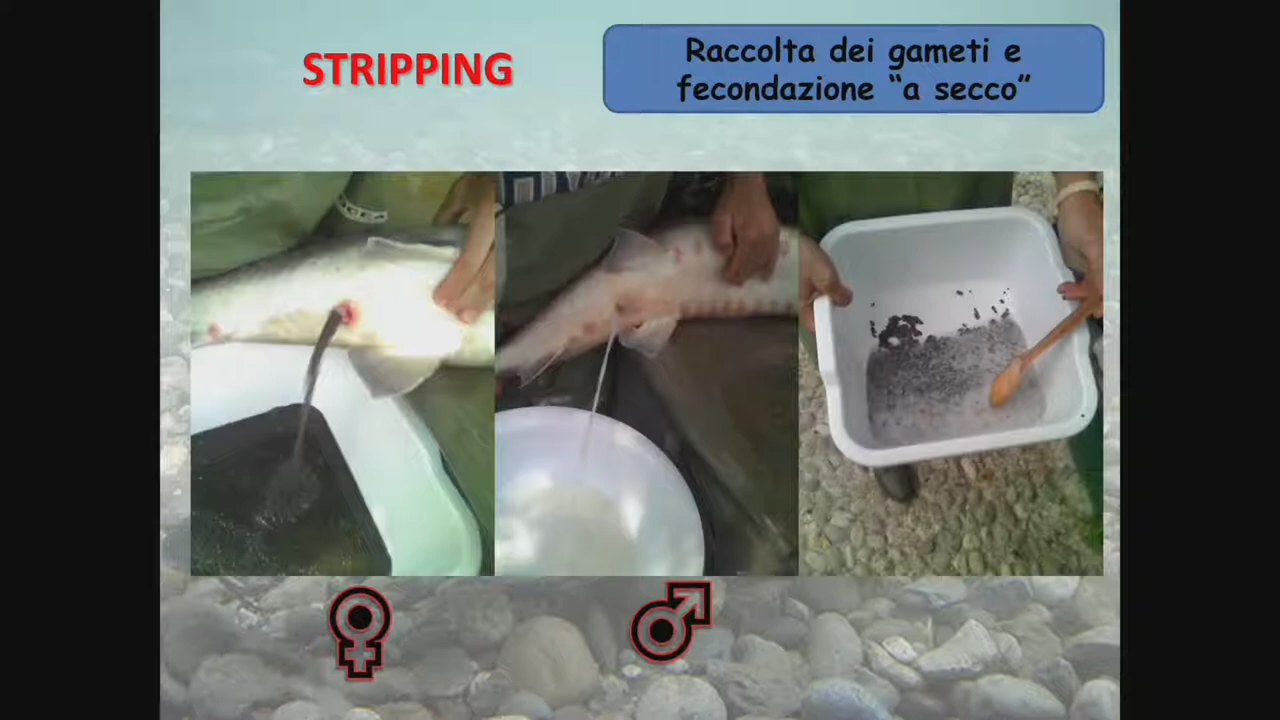 STRIPPING
Raccolta dei gameti e
fecondazione “a secco”